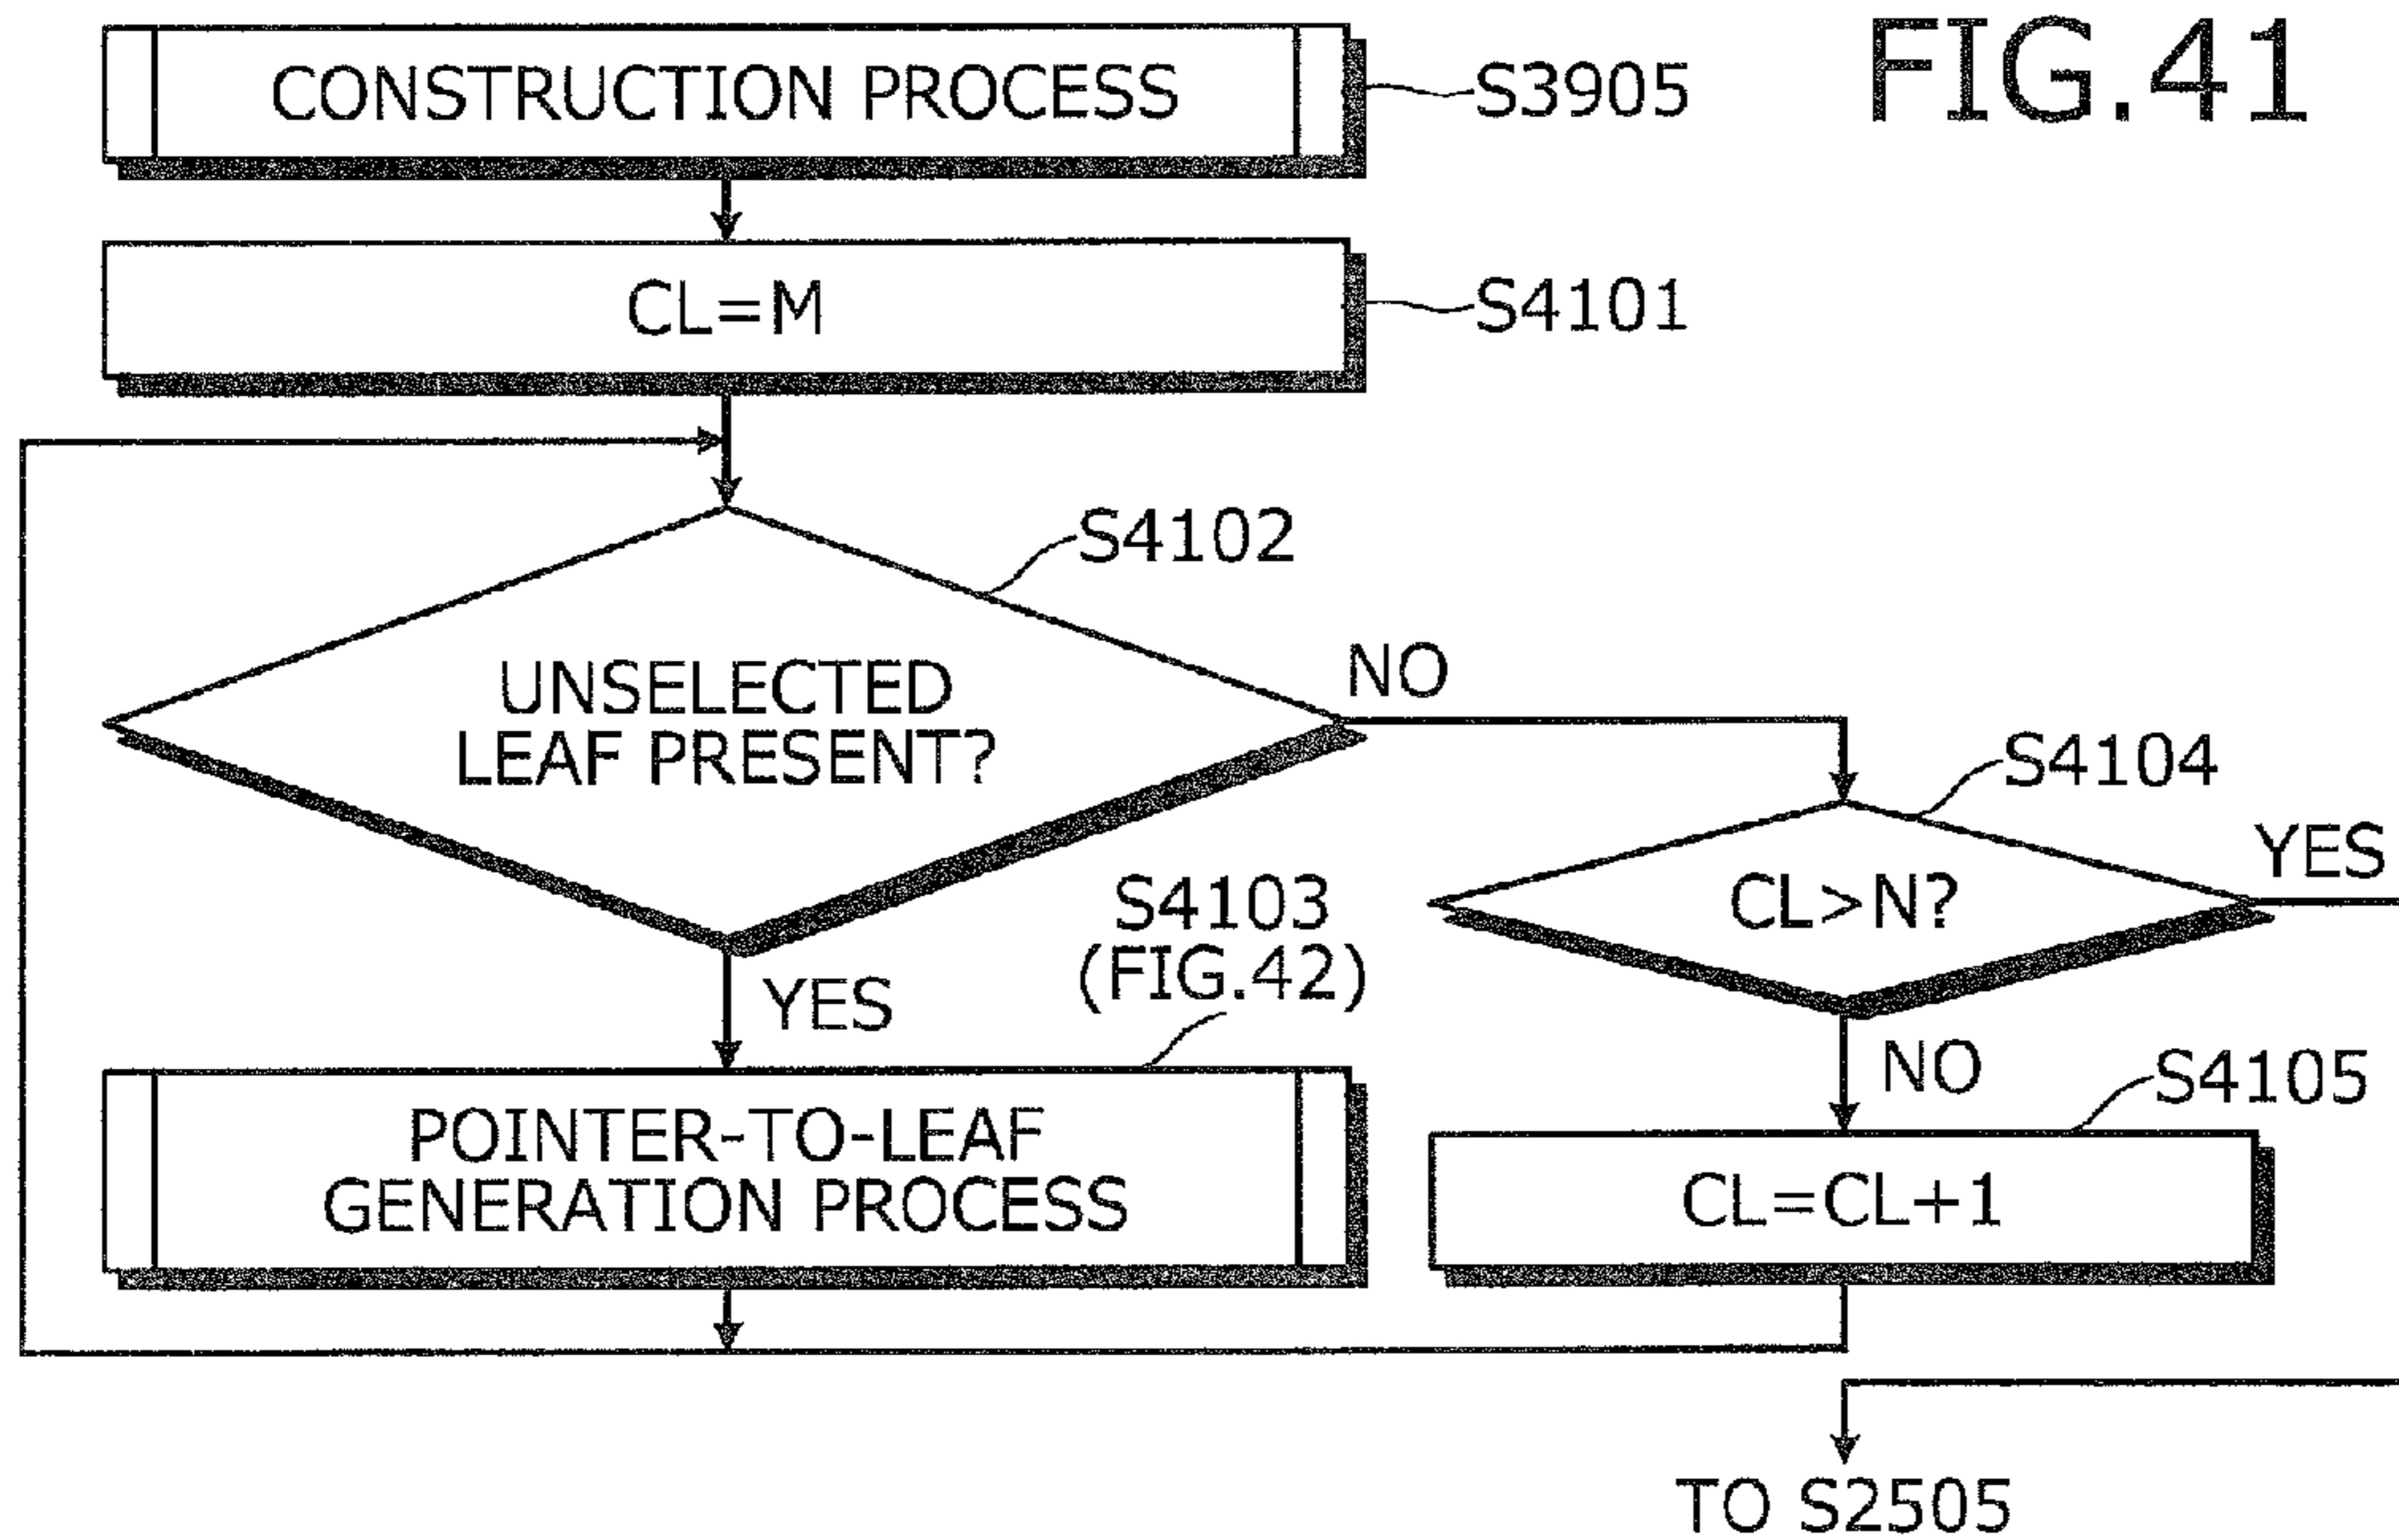 FIG.41
CONSTRUCTION PROCESS
S3905
CL=M
S4101
S4102
UNSELECTED
LEAF PRESENT?
NO
YES
S4103
(FIG.42)
POINTER-TO-LEAF
GENERATION PROCESS
S4104
CL>N?
YES
NO
S4105
CL=CL+1
TO S2505